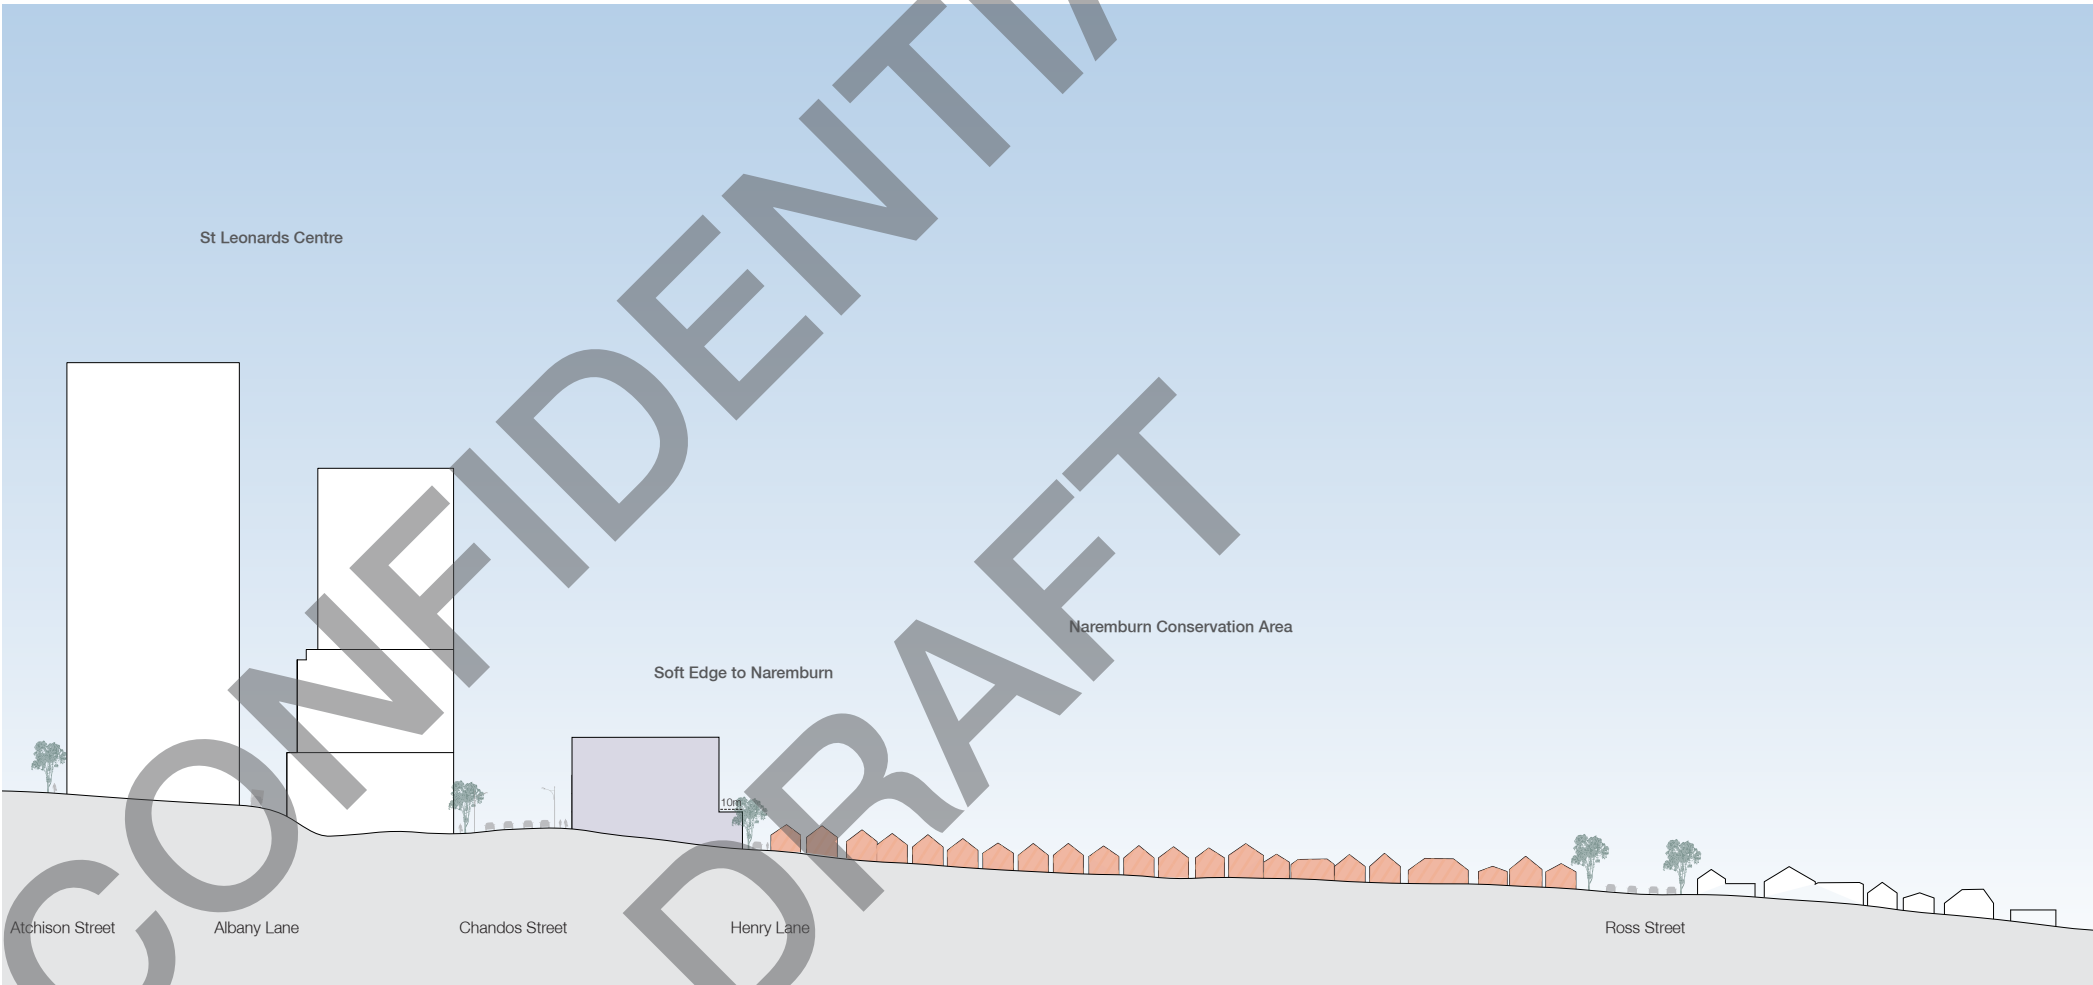 St Leonards Centre
Naremburn Conservation Area
Soft Edge to Naremburn
10m
Atchison Street
Albany Lane
Chandos Street
Henry Lane
Ross Street
CONFIDENTIA
DRAFT